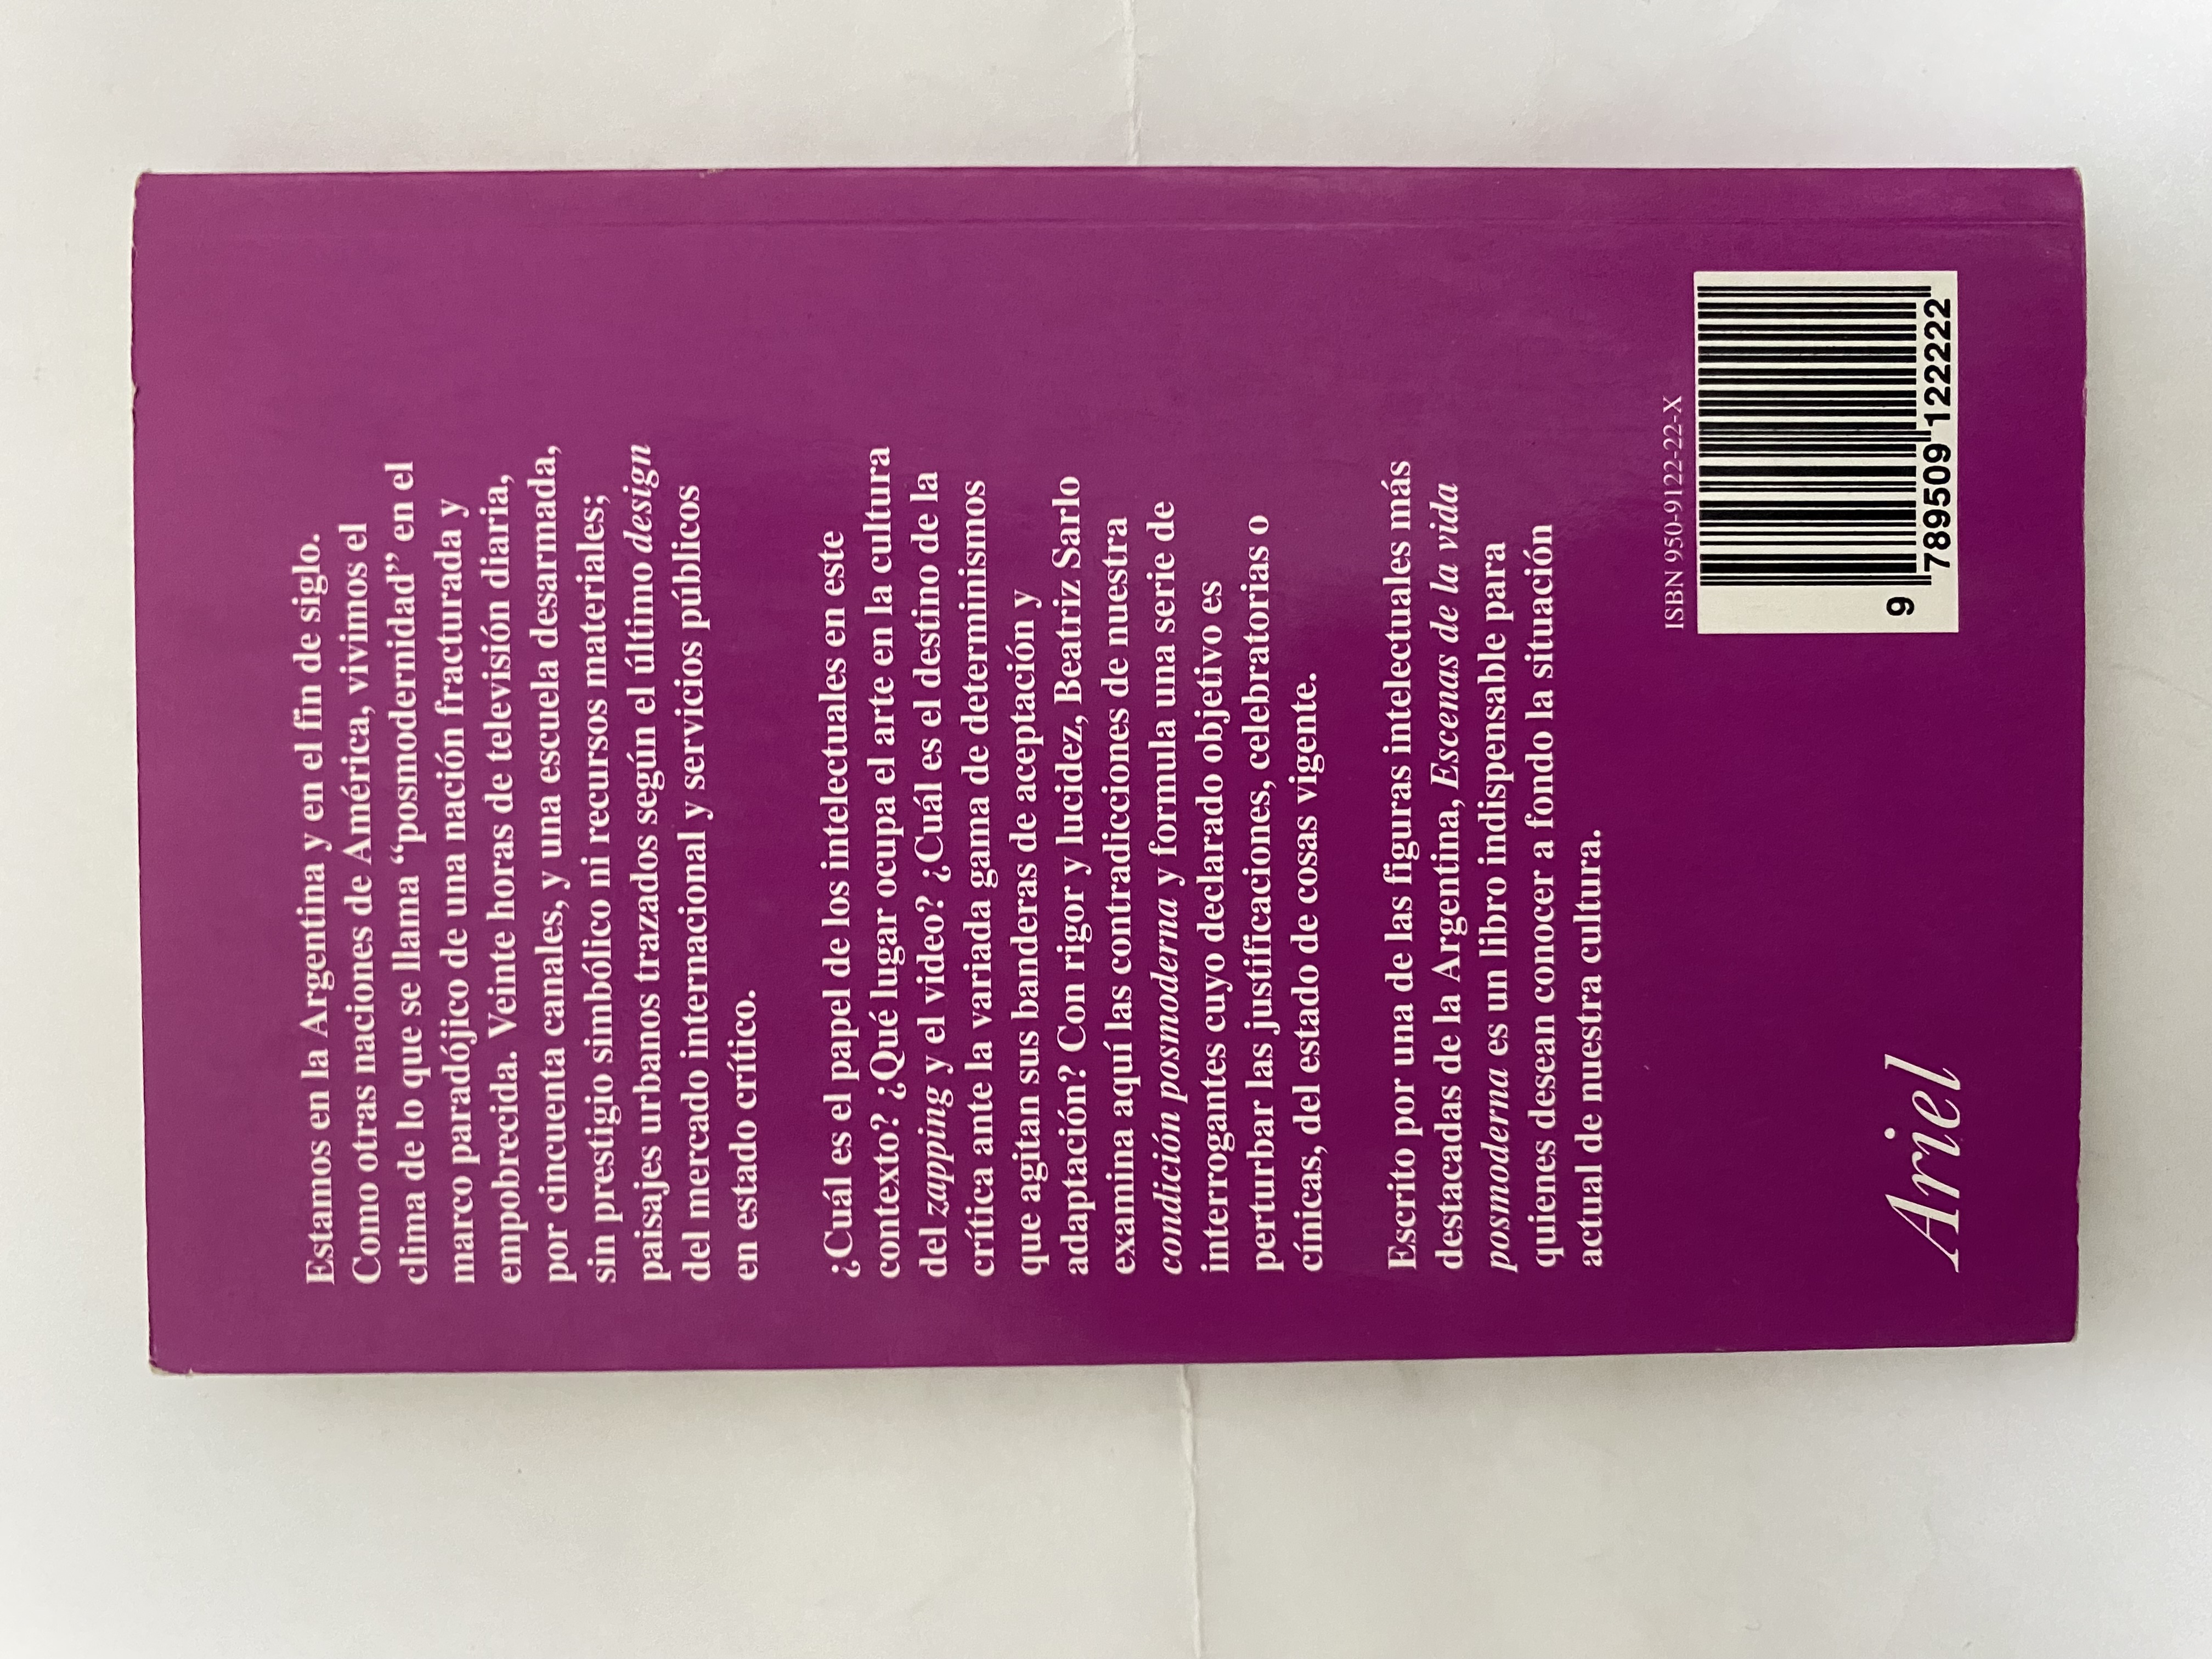 Estamos en la Argentina y en el fin de siglo.
Como otras naciones de América, vivimos el
clima de lo que se llama “posmodernidad” en el
marco paradójico de una nación fracturada y
empobrecida. Veinte horas de televisión diaria,
por cincuenta canales, y una escuela desarmada,
sin prestigio simbólico ni recursos materiales;
paisajes urbanos trazados según el último design
del mercado internacional y servicios públicos
en estado crítico.
¿Cuál es el papel de los intelectuales en este
contexto? ¿Qué lugar ocupa el arte en la cultura
del zapping y el video? ¿Cuál es el destino de la
crítica ante la variada gama de determinismos
que agitan sus banderas de aceptación y
adaptación? Con rigor y lucidez, Beatriz Sarlo
examina aquí las contradicciones de nuestra
condición posmoderna y formula una serie de
interrogantes cuyo declarado objetivo es
perturbar las justificaciones, celebratorias o
cínicas, del estado de cosas vigente.
Escrito por una de las figuras intelectuales más
destacadas de la Argentina, Escenas de la vida
posmoderna es un libro indispensable para
quienes desean conocer a fondo la situación
actual de nuestra cultura.
ISBN 950-9122-22-X
9 789509 122222
Ariel